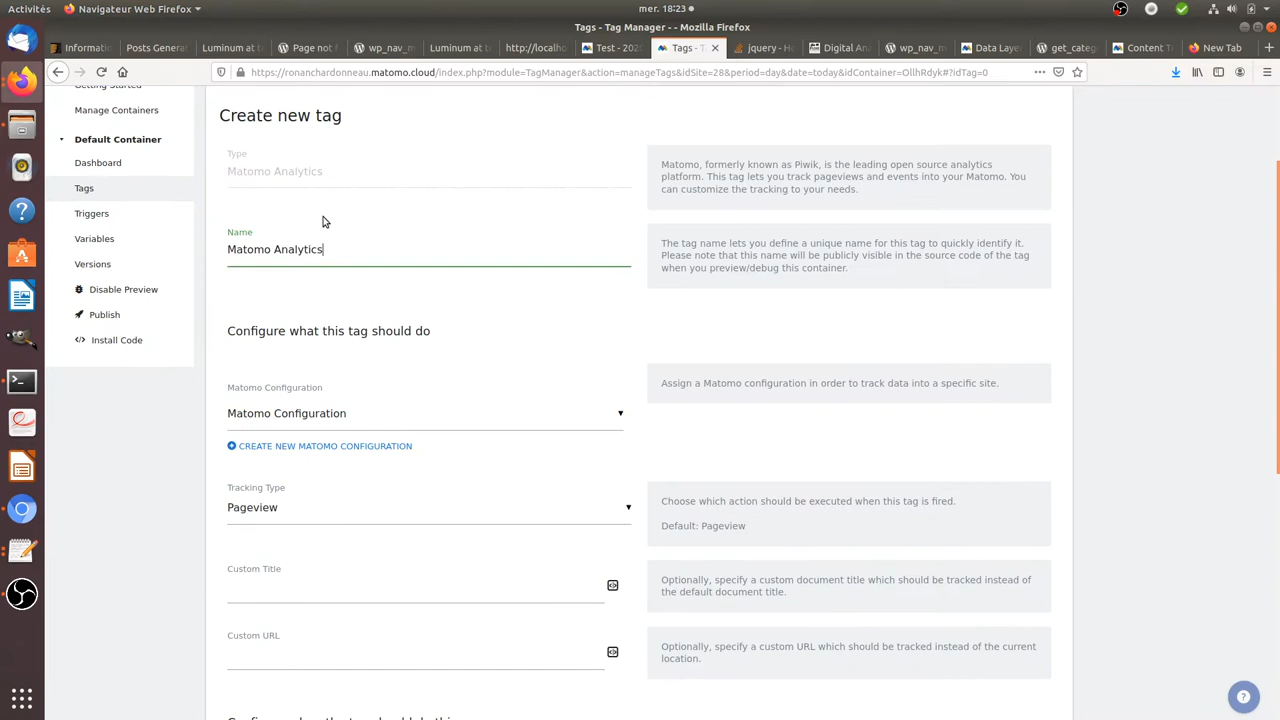 Activités
Navigateur Web Firefox
mer. 18:23
Tags - Tag Manager - - Mozilla Firefox
Informati
Posts Genera
Luminum at t
Page not f
wp_nav_m
Luminum at t
http://localho
Test - 202
Tags - T
jquery - H
Digital Ana
wp_nav_m
Data Layer
get_categ
Content T
New Tab
https://ronanchardonneau.matomo.cloud/index.php?module=TagManager&action=manageTags&idSite=28&period=day&date=today&idContainer=OllhRdyk#?idTag=0
Getting Started
Manage Containers
Default Container
Dashboard
Tags
Triggers
Variables
Versions
Disable Preview
Publish
Install Code
Create new tag
Type
Matomo Analytics
Matomo, formerly known as Piwik, is the leading open source analytics
platform. This tag lets you track pageviews and events into your Matomo. You
can customize the tracking to your needs.
Name
Matomo Analytics
The tag name lets you define a unique name for this tag to quickly identify it.
Please note that this name will be publicly visible in the source code of the tag
when you preview/debug this container.
Configure what this tag should do
Matomo Configuration
Matomo Configuration
CREATE NEW MATOMO CONFIGURATION
Assign a Matomo configuration in order to track data into a specific site.
Tracking Type
Pageview
Choose which action should be executed when this tag is fired.
Default: Pageview
Custom Title
Optionally, specify a custom document title which should be tracked instead of
the default document title.
Custom URL
Optionally, specify a custom URL which should be tracked instead of the current
location.